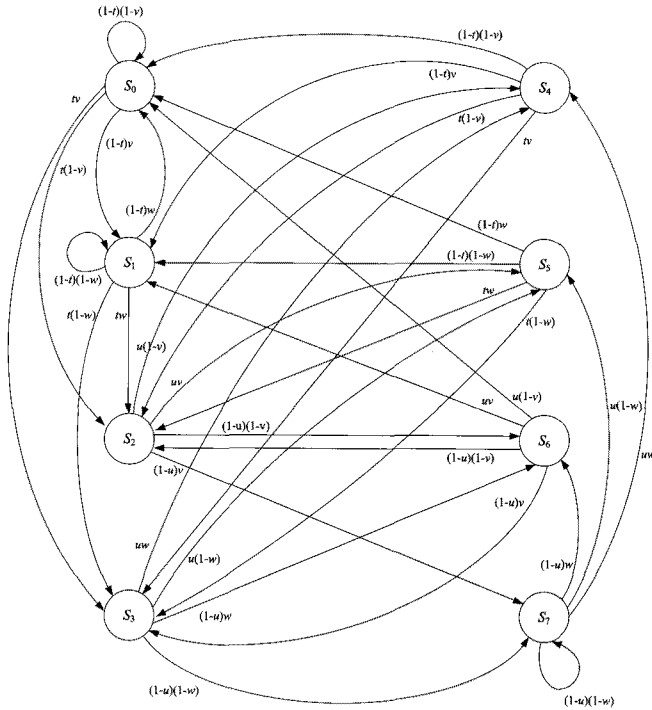 (1-t)(1-v)
(1-t)(1-v)
S0
S4
(1-t)v
tv
t(1-v)
(1-t)v
t(1-v)
tv
(1-t)w
(1-t)w
S1
(1-t)(1-w)
S5
(1-t)(1-w)
t(1-w)
tw
tw
t(1-w)
u(1-v)
uv
uv
u(1-v)
u(1-w)
S2
(1-u)(1-v)
S6
(1-u)v
(1-u)(1-v)
uw
(1-u)v
uw
u(1-w)
(1-u)w
S3
(1-u)w
S7
(1-u)(1-w)
(1-u)(1-w)